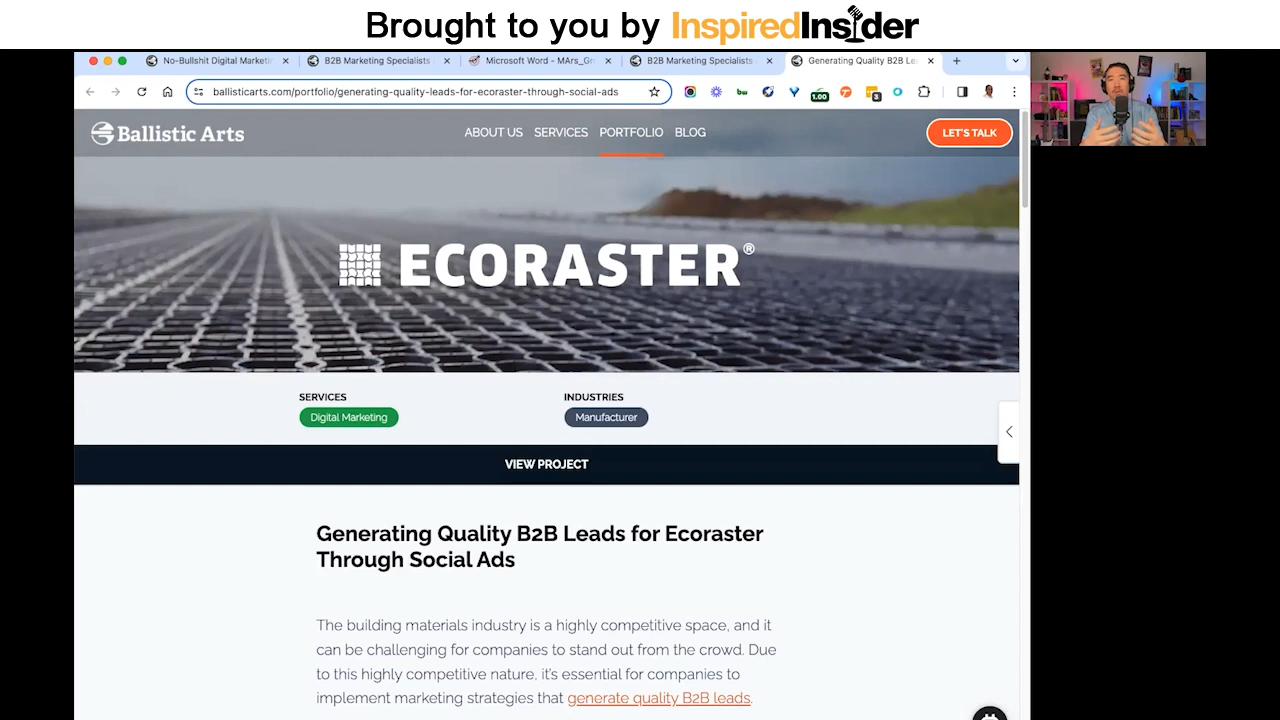 Brought to you by InspiredInsider
No-Bullshit Digital Marketin
B2B Marketing Specialists
Microsoft Word - MArs_Gr
B2B Marketing Specialists
Generating Quality B2B Le
ballisticarts.com/portfolio/generating-quality-leads-for-ecoraster-through-social-ads
1.00
Ballistic Arts
ABOUT US SERVICES PORTFOLIO BLOG
LET'S TALK
ECORASTER®
SERVICES
Digital Marketing
INDUSTRIES
Manufacturer
VIEW PROJECT
Generating Quality B2B Leads for Ecoraster
Through Social Ads
The building materials industry is a highly competitive space, and it
can be challenging for companies to stand out from the crowd. Due
to this highly competitive nature, it's essential for companies to
implement marketing strategies that generate quality B2B leads.